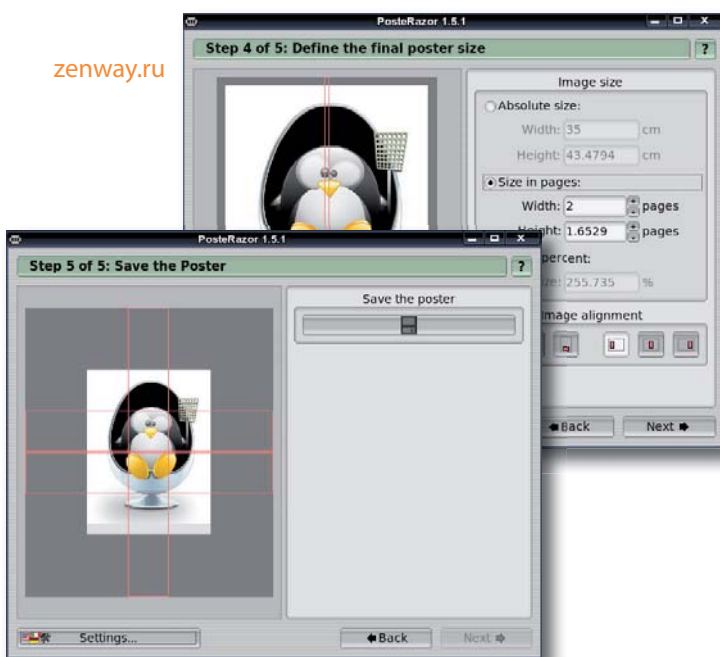 zenway.ru
PosteRazor 1.5.1
Step 4 of 5: Define the final poster size
?
Image size
Absolute size:
Width: 35 cm
Height: 43.4794 cm
Size in pages:
Width: 2 pages
Height: 1.6529 pages
percent:
255.735 %
mage alignment
Back
Next
PosteRazor 1.5.1
Step 5 of 5: Save the Poster
?
Save the poster
Settings...
Back
Next